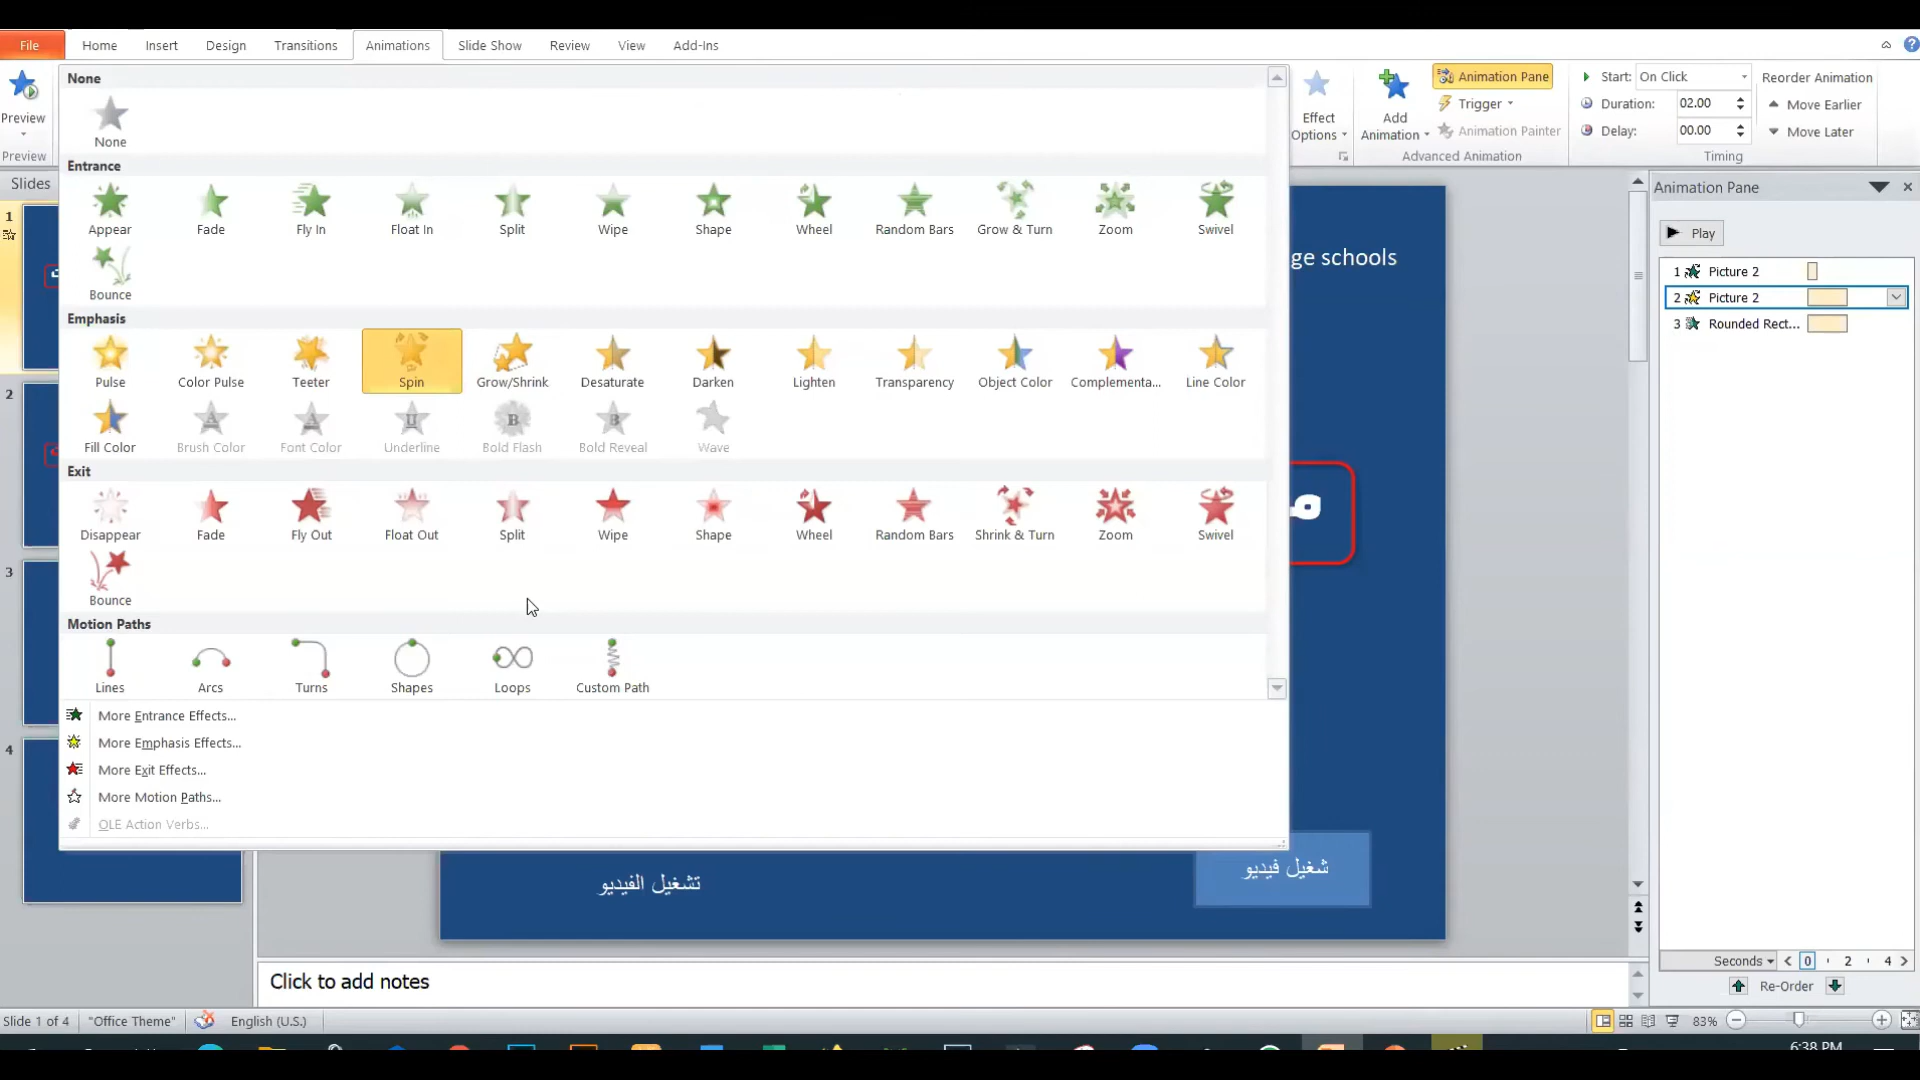 File Home Insert Design Transitions Animations Slide Show Review View Add-Ins
Preview
Preview
None
None
Entrance
Appear Fade Fly In Float In Split Wipe Shape Wheel Random Bars Grow & Turn Zoom Swivel
Bounce
Emphasis
Pulse Color Pulse Teeter Spin Grow/Shrink Desaturate Darken Lighten Transparency Object Color Complementa... Line Color
Fill Color Brush Color Font Color Underline Bold Flash Bold Reveal Wave
Exit
Disappear Fade Fly Out Float Out Split Wipe Shape Wheel Random Bars Shrink & Turn Zoom Swivel
Bounce
Motion Paths
Lines Arcs Turns Shapes Loops Custom Path
More Entrance Effects...
More Emphasis Effects...
More Exit Effects...
More Motion Paths...
OLE Action Verbs...
Effect Options
Add Animation
Animation Pane
Trigger
Animation Painter
Advanced Animation
Start: On Click
Duration: 02.00
Delay: 00.00
Timing
Reorder Animation
Move Earlier
Move Later
Slides
1
2
3
4
ge schools
تشغيل الفيديو
شغيل فيديو
Animation Pane
Play
1 Picture 2
2 Picture 2
3 Rounded Rect...
Seconds 0 2 4
Re-Order
Click to add notes
Slide 1 of 4 "Office Theme" English (U.S.) 83%
6:38 PM